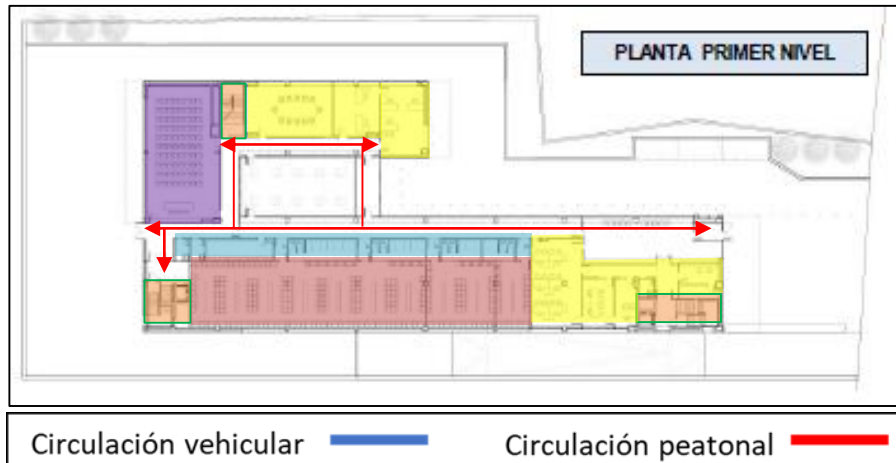 PLANTA PRIMER NIVEL
Circulación vehicular Circulación peatonal